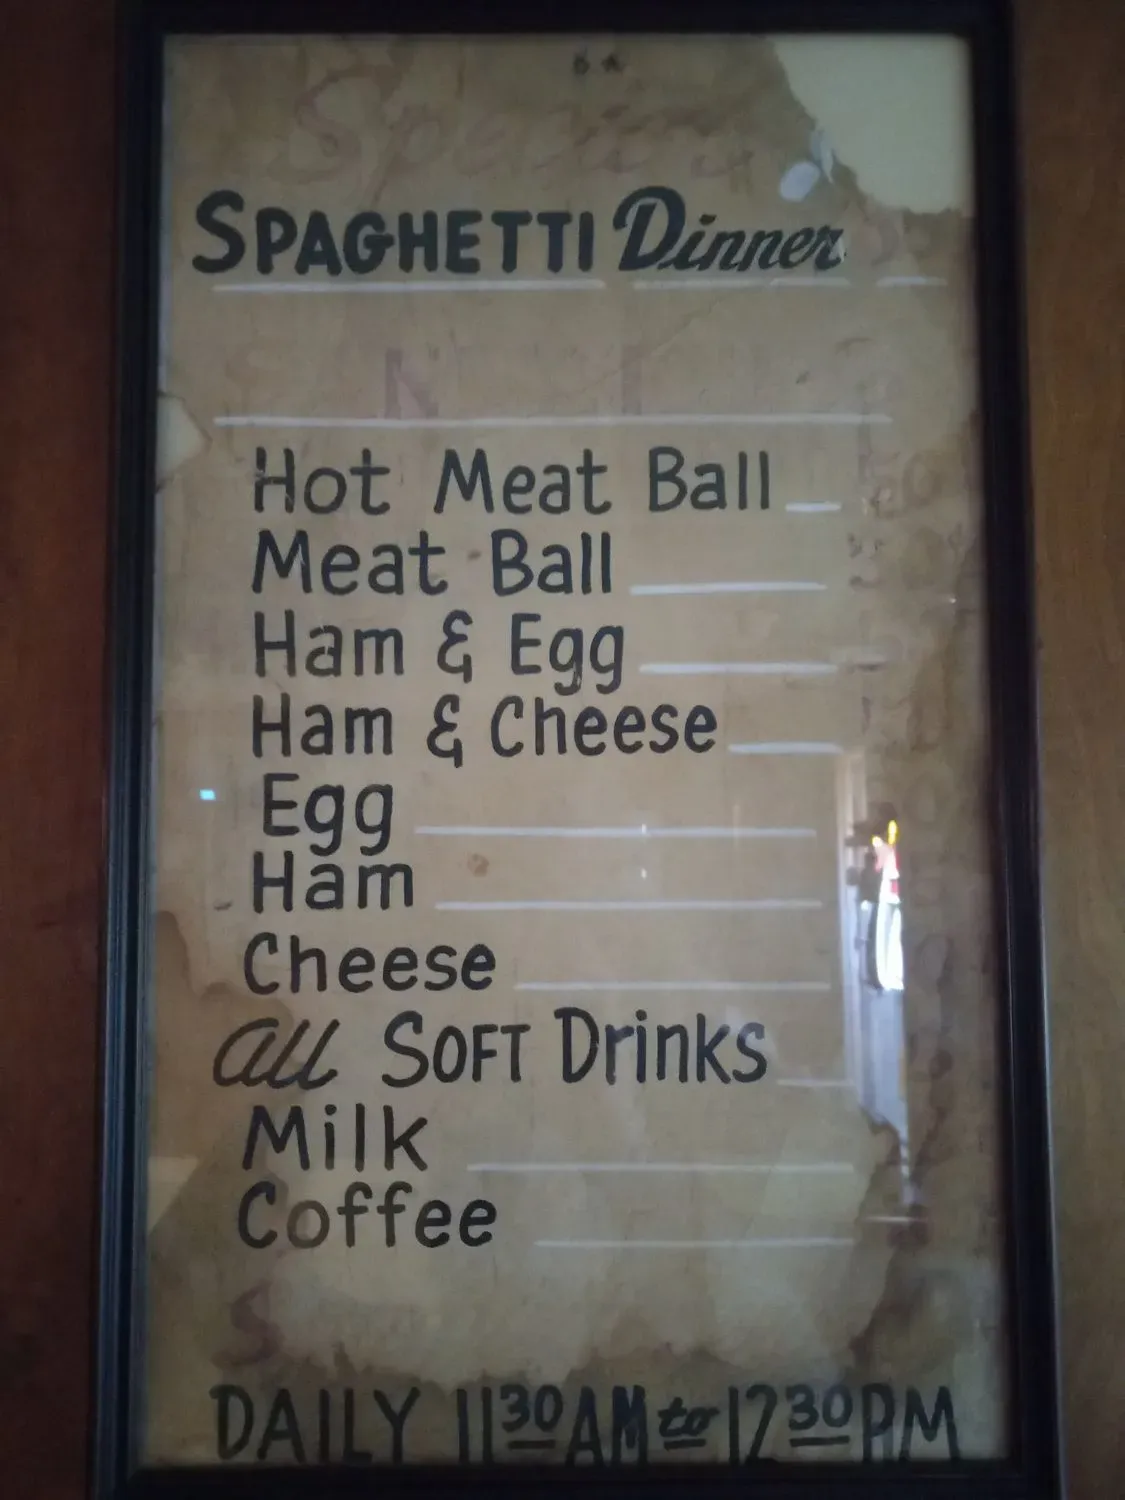 SPAGHETTI Dinner
Hot Meat Ball
Meat Ball
Ham & Egg
Ham & Cheese
Egg
Ham
Cheese
all SOFT Drinks
Milk
Coffee
DAILY 11 30 AM to 12 30 PM